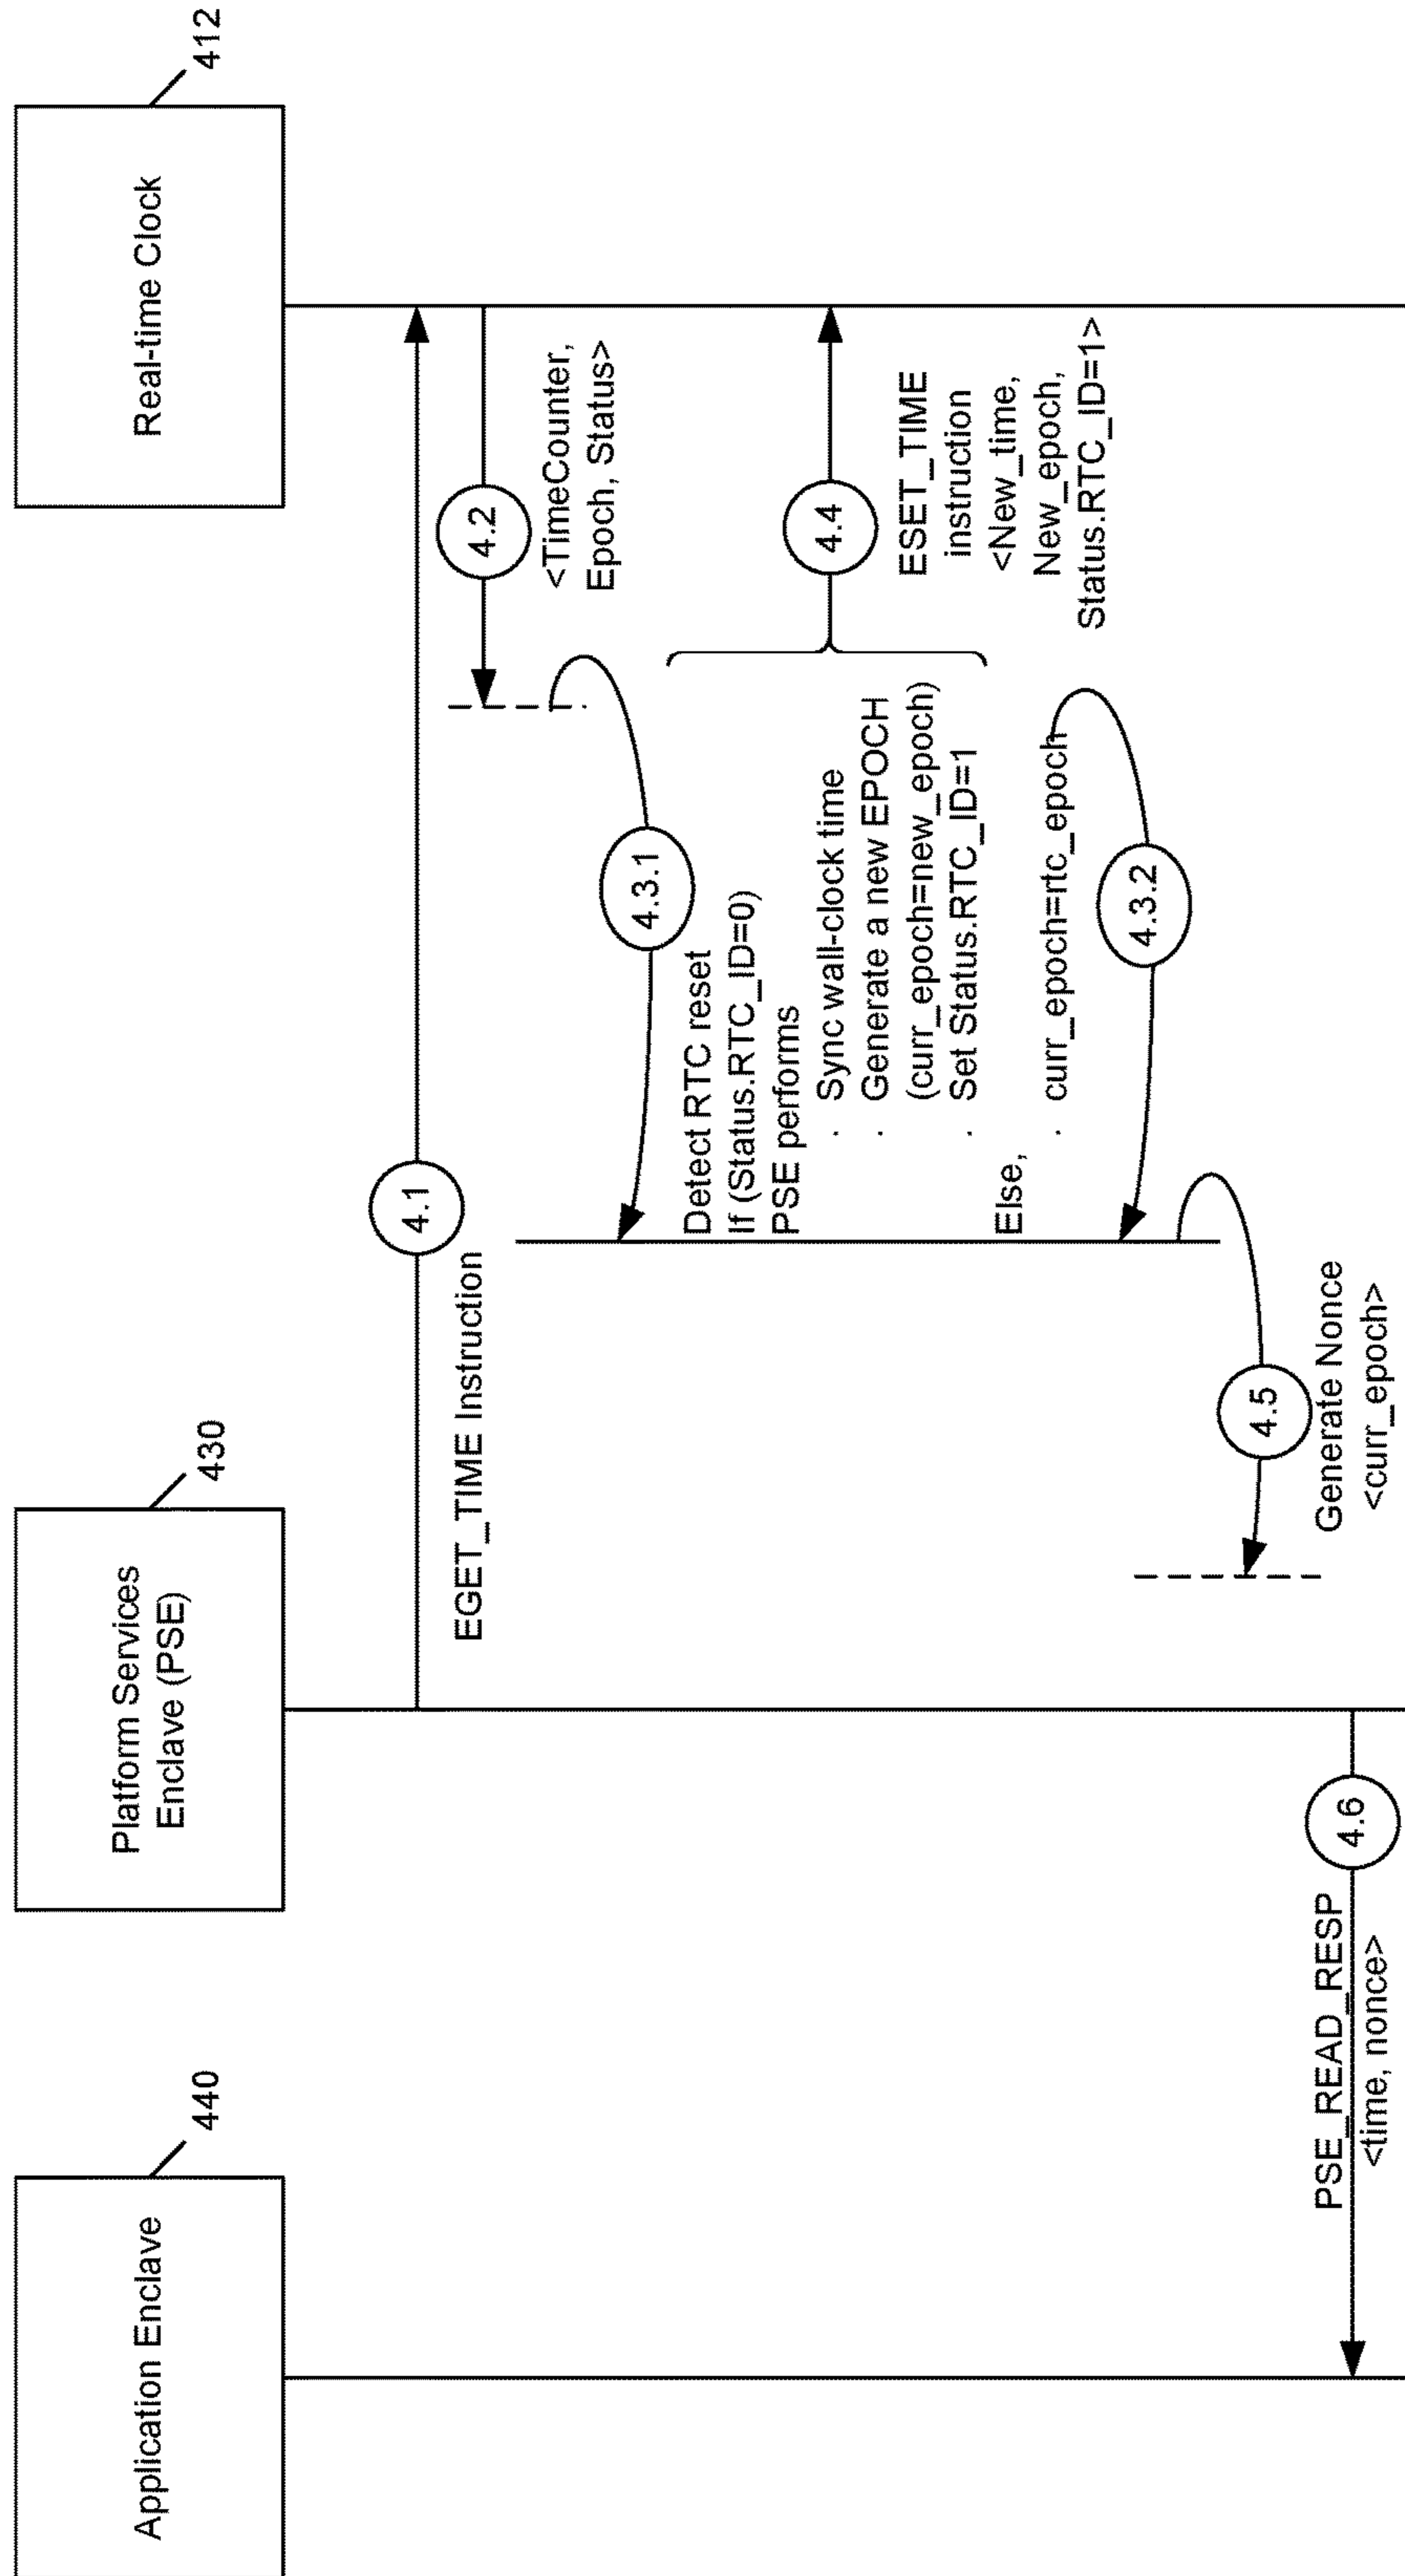 Application Enclave
440
Platform Services
Enclave (PSE)
430
Real-time Clock
412
4.1
EGET_TIME Instruction
4.2
<TimeCounter,
Epoch, Status>
4.3.1
Detect RTC reset
If (Status.RTC_ID=0)
PSE performs
· Sync wall-clock time
· Generate a new EPOCH
(curr_epoch=new_epoch)
· Set Status.RTC_ID=1
4.4
ESET_TIME
instruction
<New_time,
New_epoch,
Status.RTC_ID=1>
Else,
· curr_epoch=rtc_epoch
4.3.2
4.5
Generate Nonce
<curr_epoch>
4.6
PSE_READ_RESP
<time, nonce>